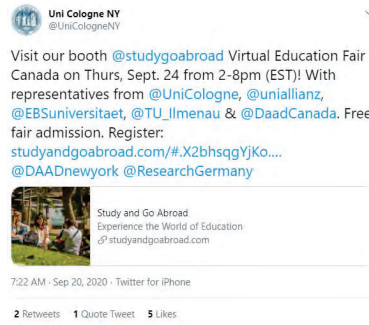 Uni Cologne NY
@UniCologneNY
Visit our booth @studygoabroad Virtual Education Fair
Canada on Thurs, Sept. 24 from 2-8pm (EST)! With
representatives from @UniCologne, @uniallianz,
@EBSuniversitaet, @TU_Ilmenau & @DaadCanada. Free
fair admission. Register:
studyandgoabroad.com/#.X2bhsqgYjKo....
@DAADnewyork @ResearchGermany
Study and Go Abroad
Experience the World of Education
studyandgoabroad.com
7:22 AM · Sep 20, 2020 · Twitter for iPhone
2 Retweets 1 Quote Tweet 5 Likes